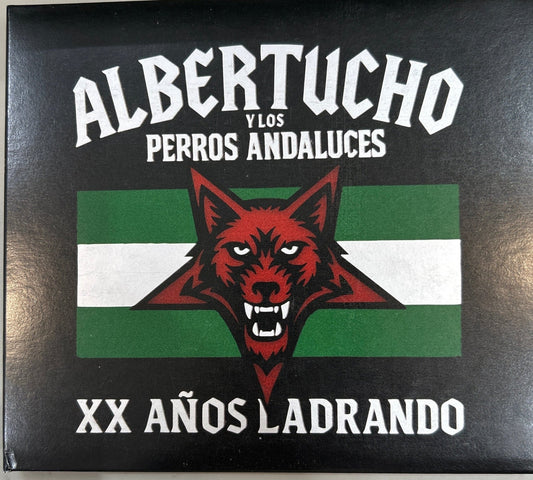 ALBERTUCHO
Y LOS
PERROS ANDALUCES
XX AÑOS LADRANDO